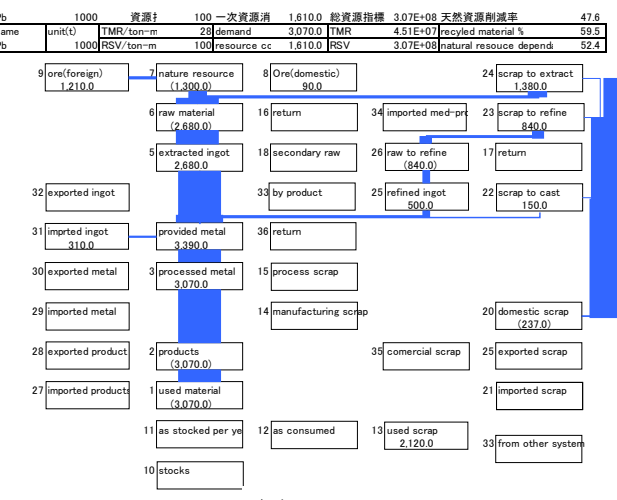 1000 資源 100 一次資源消 1,610.0 総資源指標 3.07E+08 天然資源削減率 47.6
ame unit(t) TMR/ton-m 28 demand 3,070.0 TMR 4.51E+07 recyled material % 59.5
Pb 1000 RSV/ton-m 100 resource cc 1,610.0 RSV 3.07E+08 natural resouce depend 52.4
9 ore(foreign) 7 nature resource 8 Ore(domestic) 24 scrap to extract
1,210.0 (1,300.0) 90.0 1,380.0
6 raw material 16 return 34 imported med-pro 23 scrap to refine
(2,680.0) 840.0
5 extracted ingot 18 secondary raw 26 raw to refine 17 return
2,680.0 (840.0)
32 exported ingot 33 by product 25 refined ingot 22 scrap to cast
500.0 150.0
31 imprted ingot provided metal 36 return
310.0 3,390.0
30 exported metal 3 processed metal 15 process scrap
3,070.0
29 imported metal 14 manufacturing scrap 20 domestic scrap
(237.0)
28 exported product 2 products 35 comercial scrap 25 exported scrap
(3,070.0)
27 imported products 1 used material 21 imported scrap
(3,070.0)
11 as stocked per ye 12 as consumed 13 used scrap
2,120.0
33 from other system
10 stocks